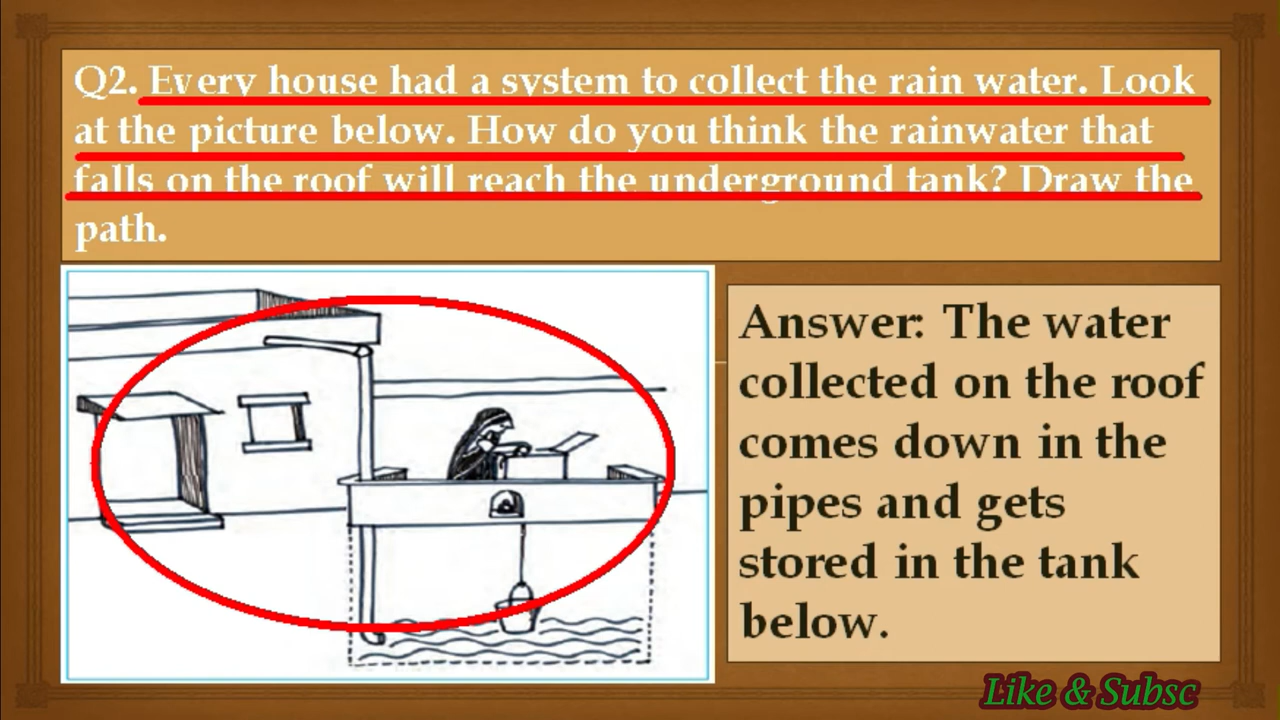 Q2. Every house had a system to collect the rain water. Look
at the picture below. How do you think the rainwater that
falls on the roof will reach the underground tank? Draw the
path.
Answer: The water
collected on the roof
comes down in the
pipes and gets
stored in the tank
below.
Like & Subsc